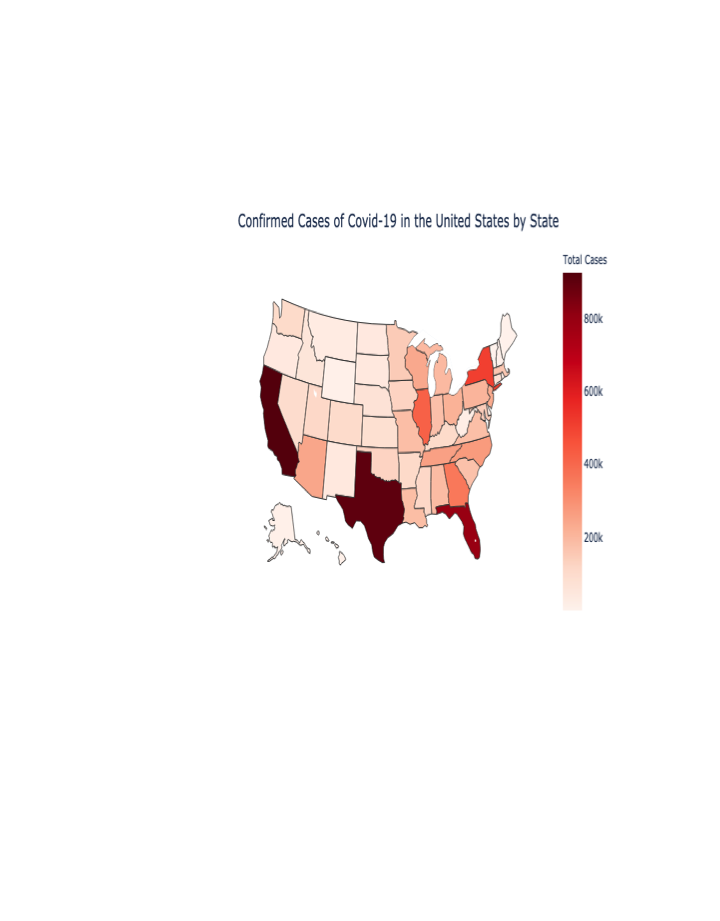 Confirmed Cases of Covid-19 in the United States by State
Total Cases
800k
600k
400k
200k